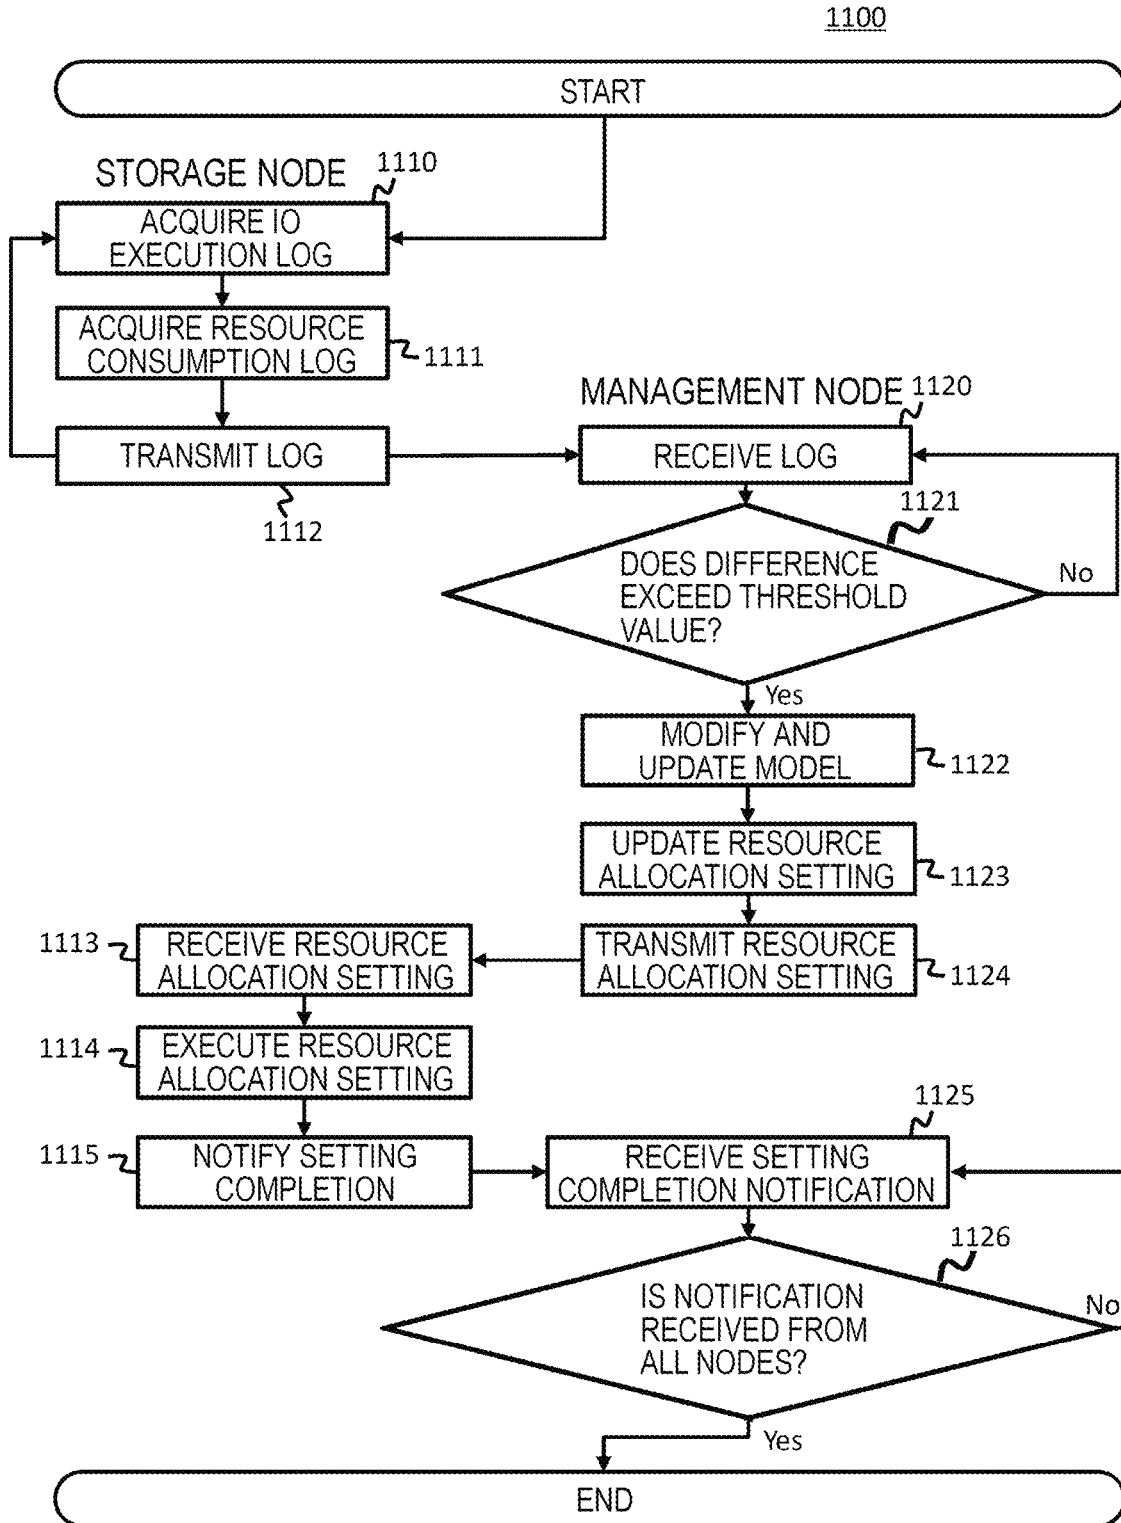 1100
START
STORAGE NODE
1110
ACQUIRE IO
EXECUTION LOG
ACQUIRE RESOURCE
CONSUMPTION LOG
1111
TRANSMIT LOG
1112
MANAGEMENT NODE
1120
RECEIVE LOG
1121
DOES DIFFERENCE
EXCEED THRESHOLD
VALUE?
No
Yes
MODIFY AND
UPDATE MODEL
1122
UPDATE RESOURCE
ALLOCATION SETTING
1123
1113
RECEIVE RESOURCE
ALLOCATION SETTING
TRANSMIT RESOURCE
ALLOCATION SETTING
1124
1114
EXECUTE RESOURCE
ALLOCATION SETTING
1115
NOTIFY SETTING
COMPLETION
1125
RECEIVE SETTING
COMPLETION NOTIFICATION
1126
IS NOTIFICATION
RECEIVED FROM
ALL NODES?
No
Yes
END